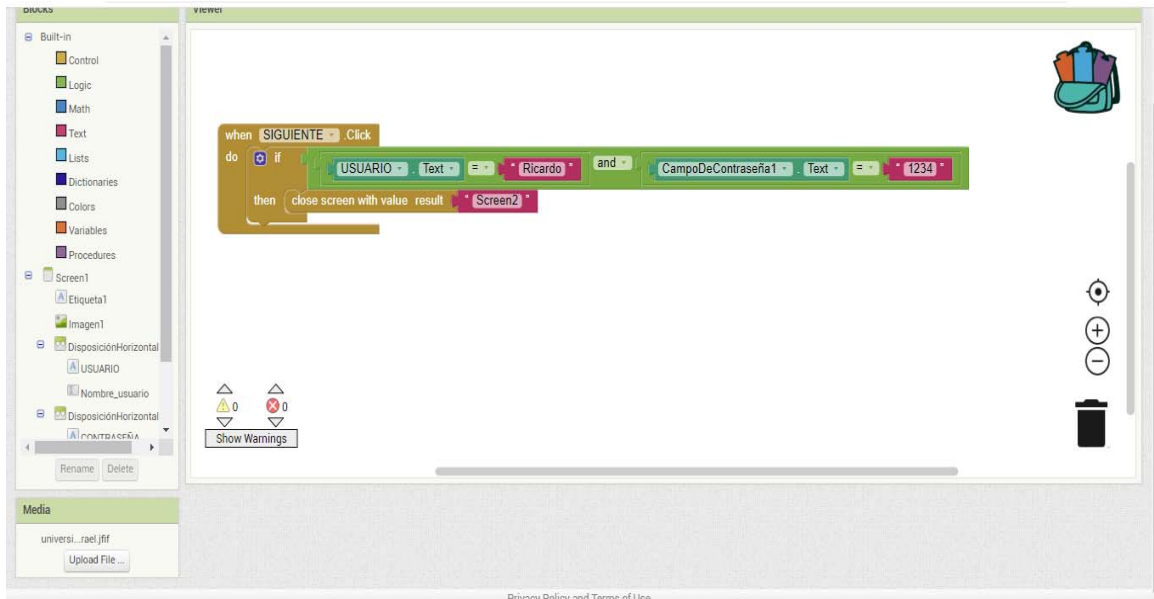 Blocks
Viewer
Built-in
Control
Logic
Math
Text
Lists
Dictionaries
Colors
Variables
Procedures
Screen1
Etiqueta1
Imagen1
DisposiciónHorizontal
USUARIO
Nombre_usuario
DisposiciónHorizontal
CONTRASEÑA
Rename Delete
when SIGUIENTE .Click
do if USUARIO . Text = " Ricardo " and CampoDeContraseña1 . Text = " 1234 "
then close screen with value result " Screen2 "
0 0
Show Warnings
Media
universi...rael.jfif
Upload File ...
Privacy Policy and Terms of Use